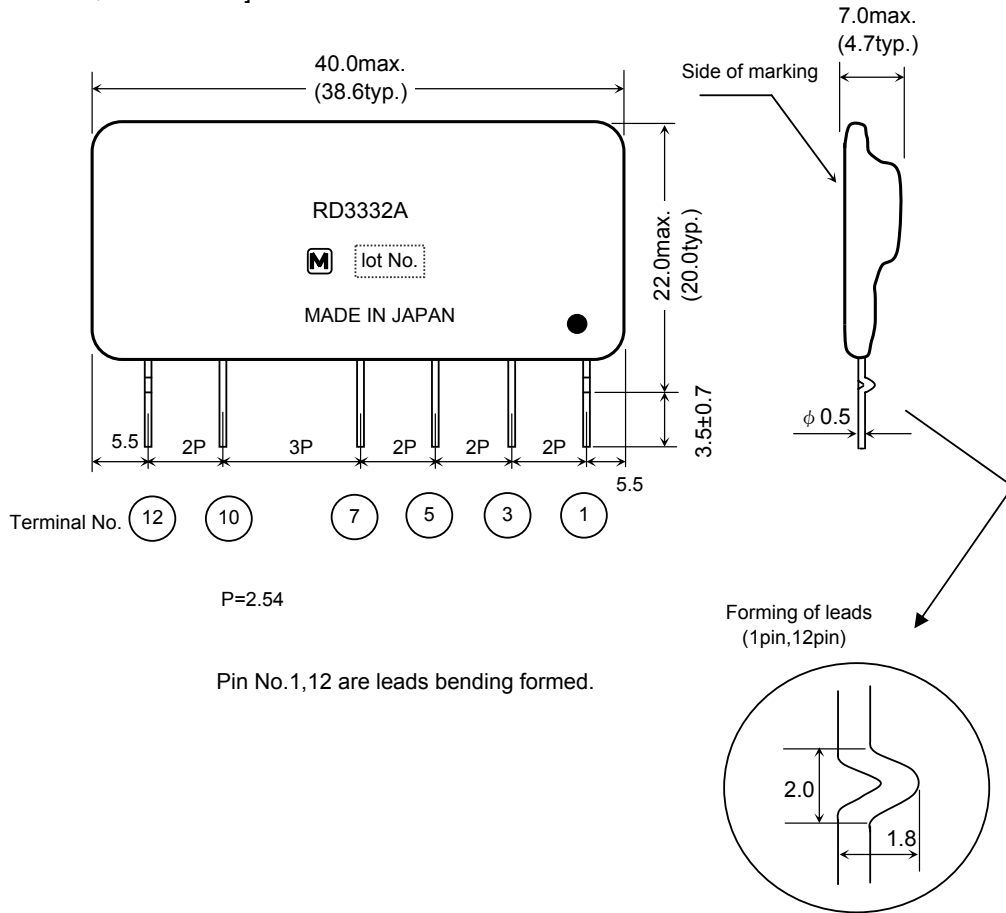 ]
40.0max.
(38.6typ.)
7.0max.
(4.7typ.)
Side of marking
RD3332A
M lot No.
MADE IN JAPAN
22.0max.
(20.0typ.)
3.5±0.7
ϕ 0.5
5.5 2P 3P 2P 2P 2P 5.5
Terminal No. 12 10 7 5 3 1
P=2.54
Pin No.1,12 are leads bending formed.
Forming of leads
(1pin,12pin)
2.0
1.8